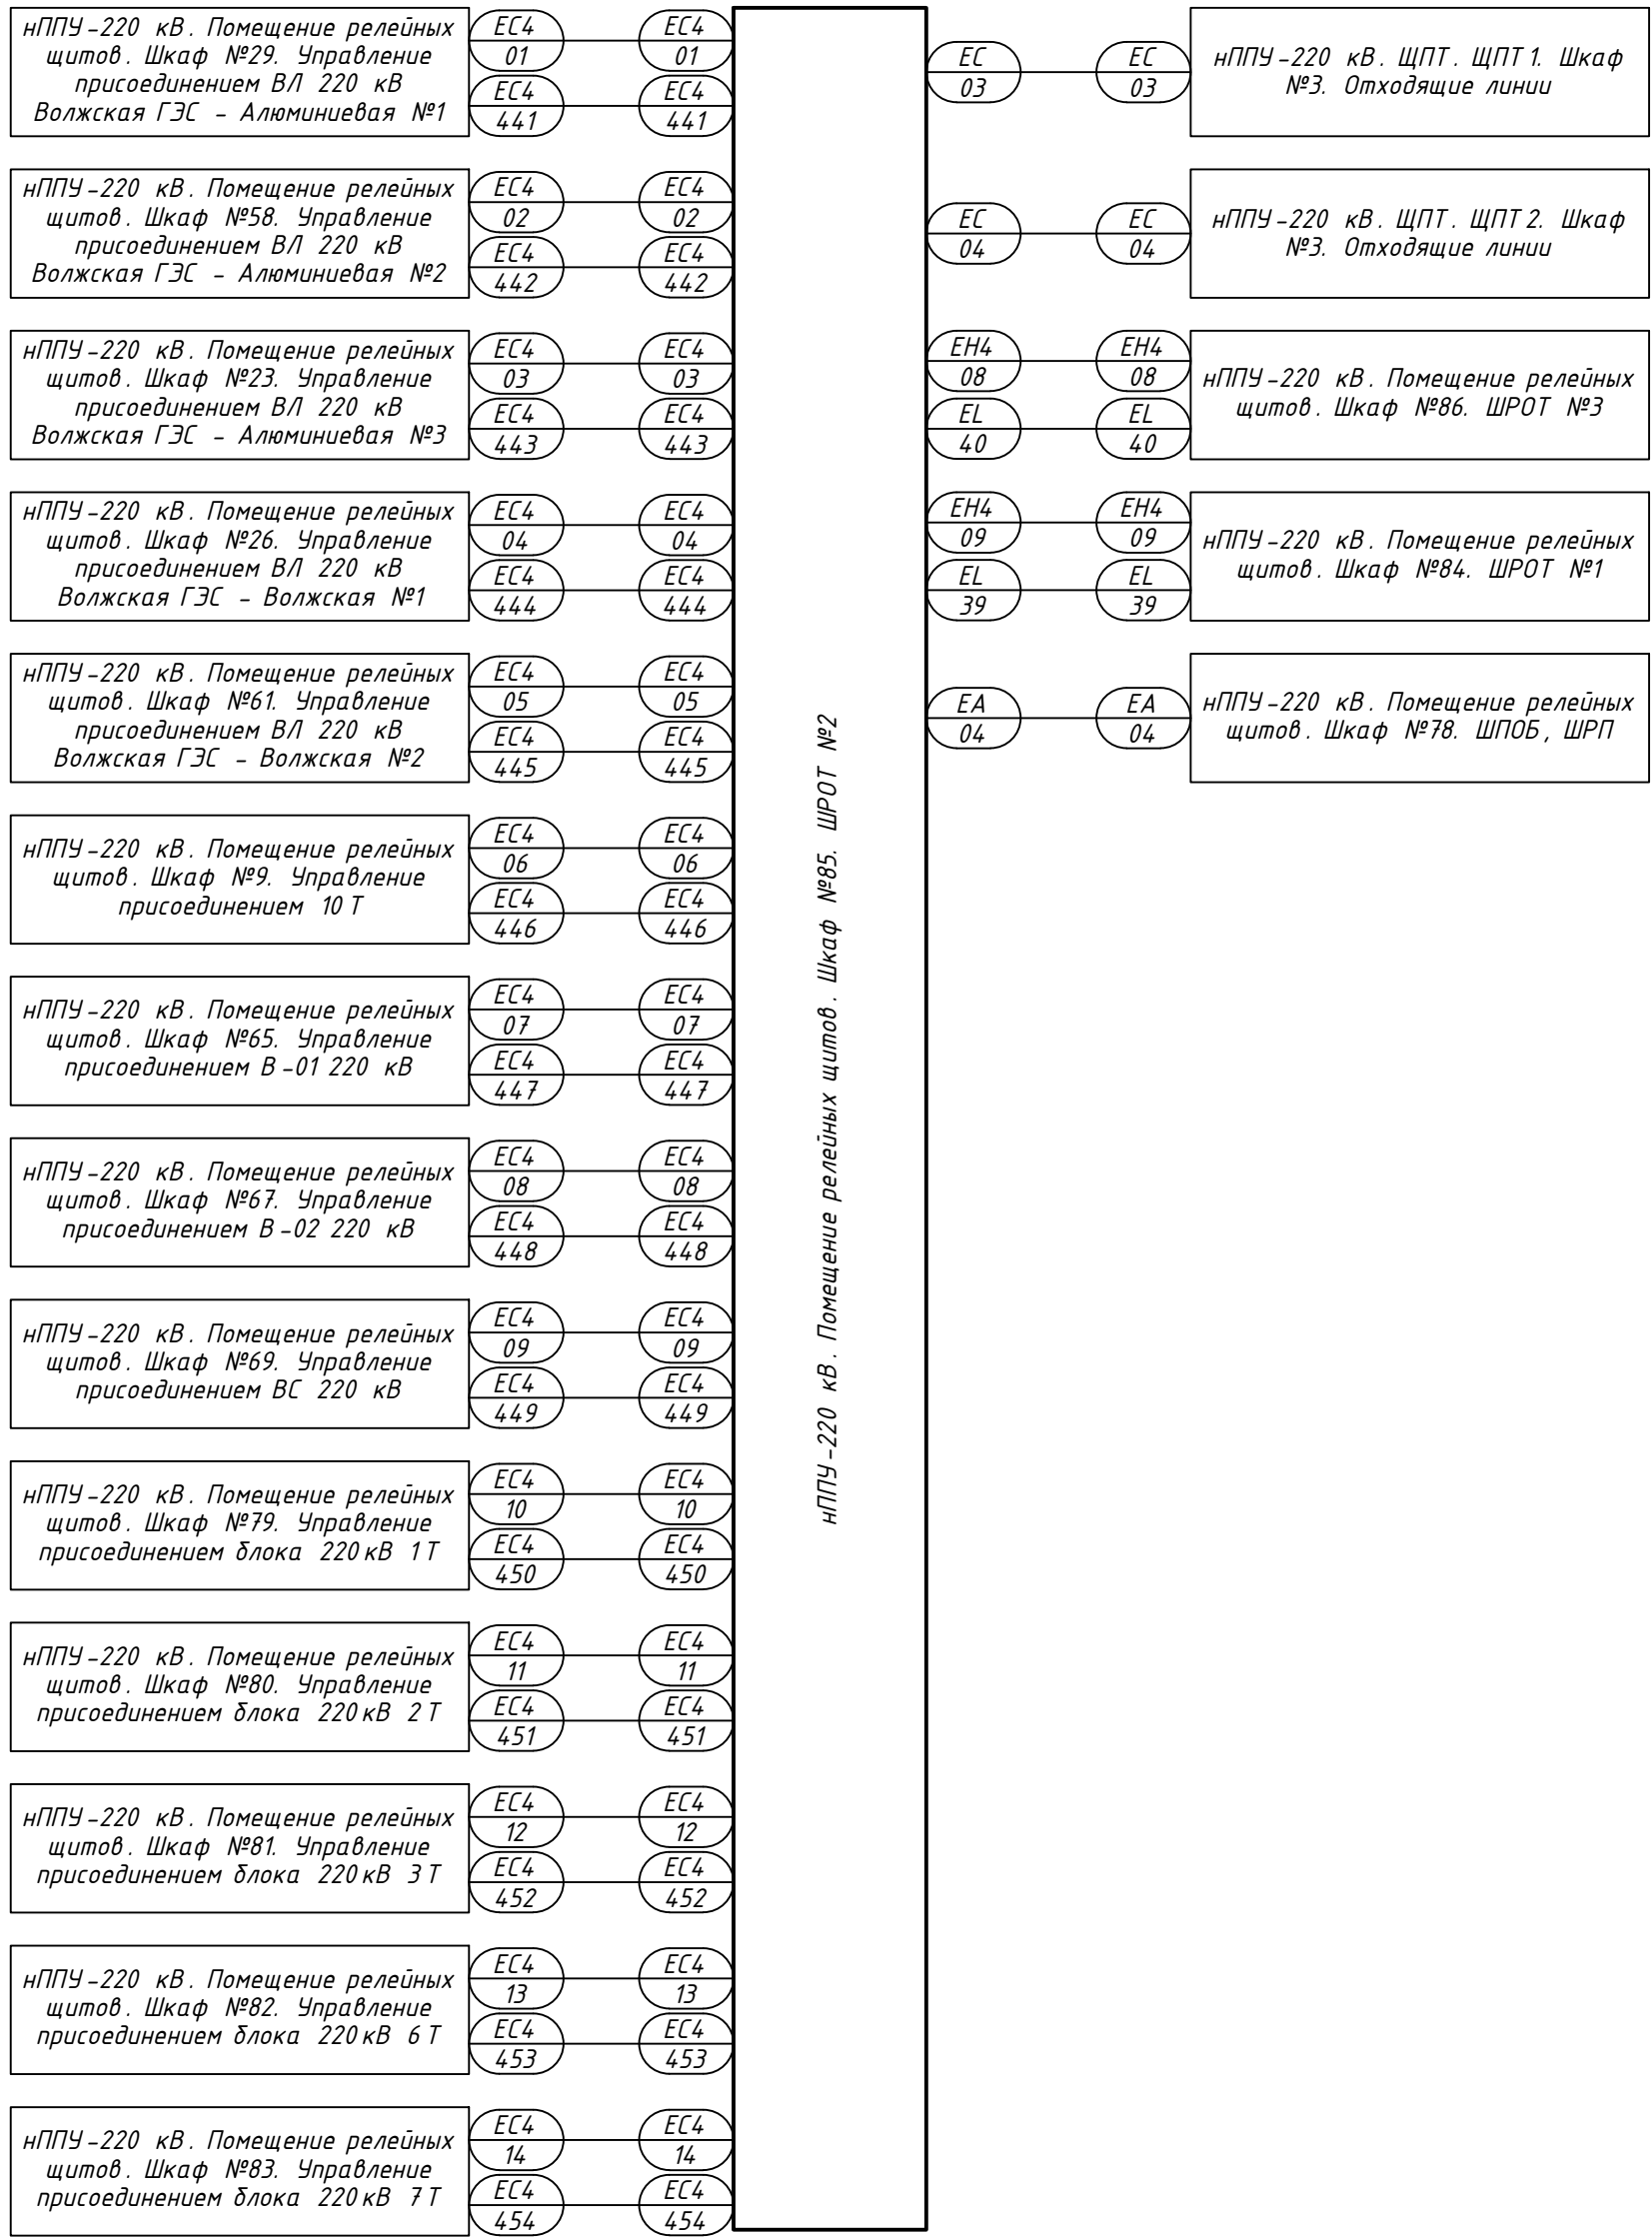 нППУ-220 кВ. Помещение релейных
щитов. Шкаф №29. Управление
присоединением ВЛ 220 кВ
Волжская ГЭС - Алюминиевая №1
EC4 EC4
01 01
EC4 EC4
441 441
нППУ-220 кВ. Помещение релейных
щитов. Шкаф №58. Управление
присоединением ВЛ 220 кВ
Волжская ГЭС - Алюминиевая №2
EC4 EC4
02 02
EC4 EC4
442 442
нППУ-220 кВ. Помещение релейных
щитов. Шкаф №23. Управление
присоединением ВЛ 220 кВ
Волжская ГЭС - Алюминиевая №3
EC4 EC4
03 03
EC4 EC4
443 443
нППУ-220 кВ. Помещение релейных
щитов. Шкаф №26. Управление
присоединением ВЛ 220 кВ
Волжская ГЭС - Волжская №1
EC4 EC4
04 04
EC4 EC4
444 444
нППУ-220 кВ. Помещение релейных
щитов. Шкаф №61. Управление
присоединением ВЛ 220 кВ
Волжская ГЭС - Волжская №2
EC4 EC4
05 05
EC4 EC4
445 445
нППУ-220 кВ. Помещение релейных
щитов. Шкаф №9. Управление
присоединением 10Т
EC4 EC4
06 06
EC4 EC4
446 446
нППУ-220 кВ. Помещение релейных
щитов. Шкаф №65. Управление
присоединением В-01 220 кВ
EC4 EC4
07 07
EC4 EC4
447 447
нППУ-220 кВ. Помещение релейных
щитов. Шкаф №67. Управление
присоединением В-02 220 кВ
EC4 EC4
08 08
EC4 EC4
448 448
нППУ-220 кВ. Помещение релейных
щитов. Шкаф №69. Управление
присоединением ВС 220 кВ
EC4 EC4
09 09
EC4 EC4
449 449
нППУ-220 кВ. Помещение релейных
щитов. Шкаф №79. Управление
присоединением блока 220кВ 1Т
EC4 EC4
10 10
EC4 EC4
450 450
нППУ-220 кВ. Помещение релейных
щитов. Шкаф №80. Управление
присоединением блока 220кВ 2Т
EC4 EC4
11 11
EC4 EC4
451 451
нППУ-220 кВ. Помещение релейных
щитов. Шкаф №81. Управление
присоединением блока 220кВ 3Т
EC4 EC4
12 12
EC4 EC4
452 452
нППУ-220 кВ. Помещение релейных
щитов. Шкаф №82. Управление
присоединением блока 220кВ 6Т
EC4 EC4
13 13
EC4 EC4
453 453
нППУ-220 кВ. Помещение релейных
щитов. Шкаф №83. Управление
присоединением блока 220кВ 7Т
EC4 EC4
14 14
EC4 EC4
454 454
нППУ-220 кВ. Помещение релейных щитов. Шкаф №85. ШРОТ №2
EC EC
03 03
нППУ-220 кВ. ЩПТ. ЩПТ1. Шкаф
№3. Отходящие линии
EC EC
04 04
нППУ-220 кВ. ЩПТ. ЩПТ2. Шкаф
№3. Отходящие линии
EH4 EH4
08 08
EL EL
40 40
нППУ-220 кВ. Помещение релейных
щитов. Шкаф №86. ШРОТ №3
EH4 EH4
09 09
EL EL
39 39
нППУ-220 кВ. Помещение релейных
щитов. Шкаф №84. ШРОТ №1
EA EA
04 04
нППУ-220 кВ. Помещение релейных
щитов. Шкаф №78. ШПОБ, ШРП